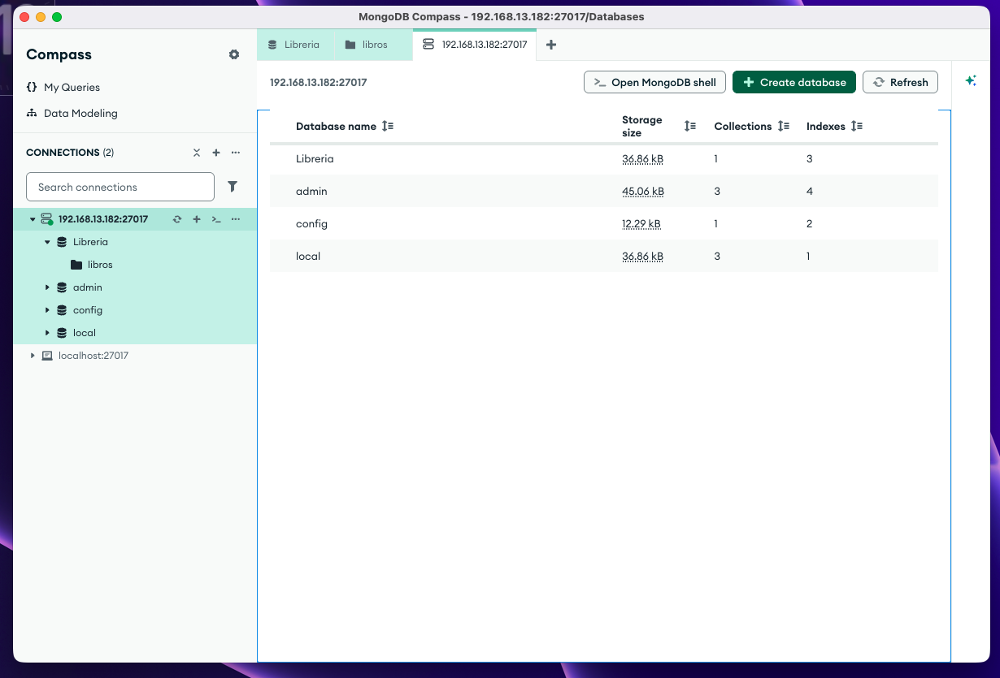 MongoDB Compass - 192.168.13.182:27017/Databases
Compass
My Queries
Data Modeling
CONNECTIONS (2)
Search connections
192.168.13.182:27017
Libreria
libros
admin
config
local
localhost:27017
Libreria libros 192.168.13.182:27017
192.168.13.182:27017 Open MongoDB shell Create database Refresh
Database name Storage size Collections Indexes
Libreria 36.86 kB 1 3
admin 45.06 kB 3 4
config 12.29 kB 1 2
local 36.86 kB 3 1